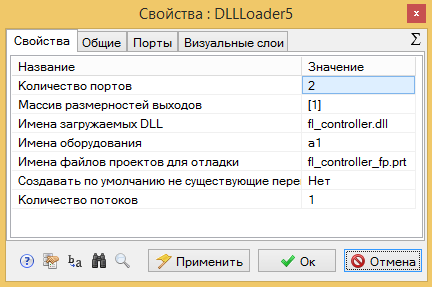 Свойства : DLLLoader5
x
Свойства Общие Порты Визуальные слои Σ
Название Значение
Количество портов 2
Массив размерностей выходов [1]
Имена загружаемых DLL fl_controller.dll
Имена оборудования a1
Имена файлов проектов для отладки fl_controller_fp.prt
Создавать по умолчанию не существующие пере Нет
Количество потоков 1
? b a Применить Ок Отмена